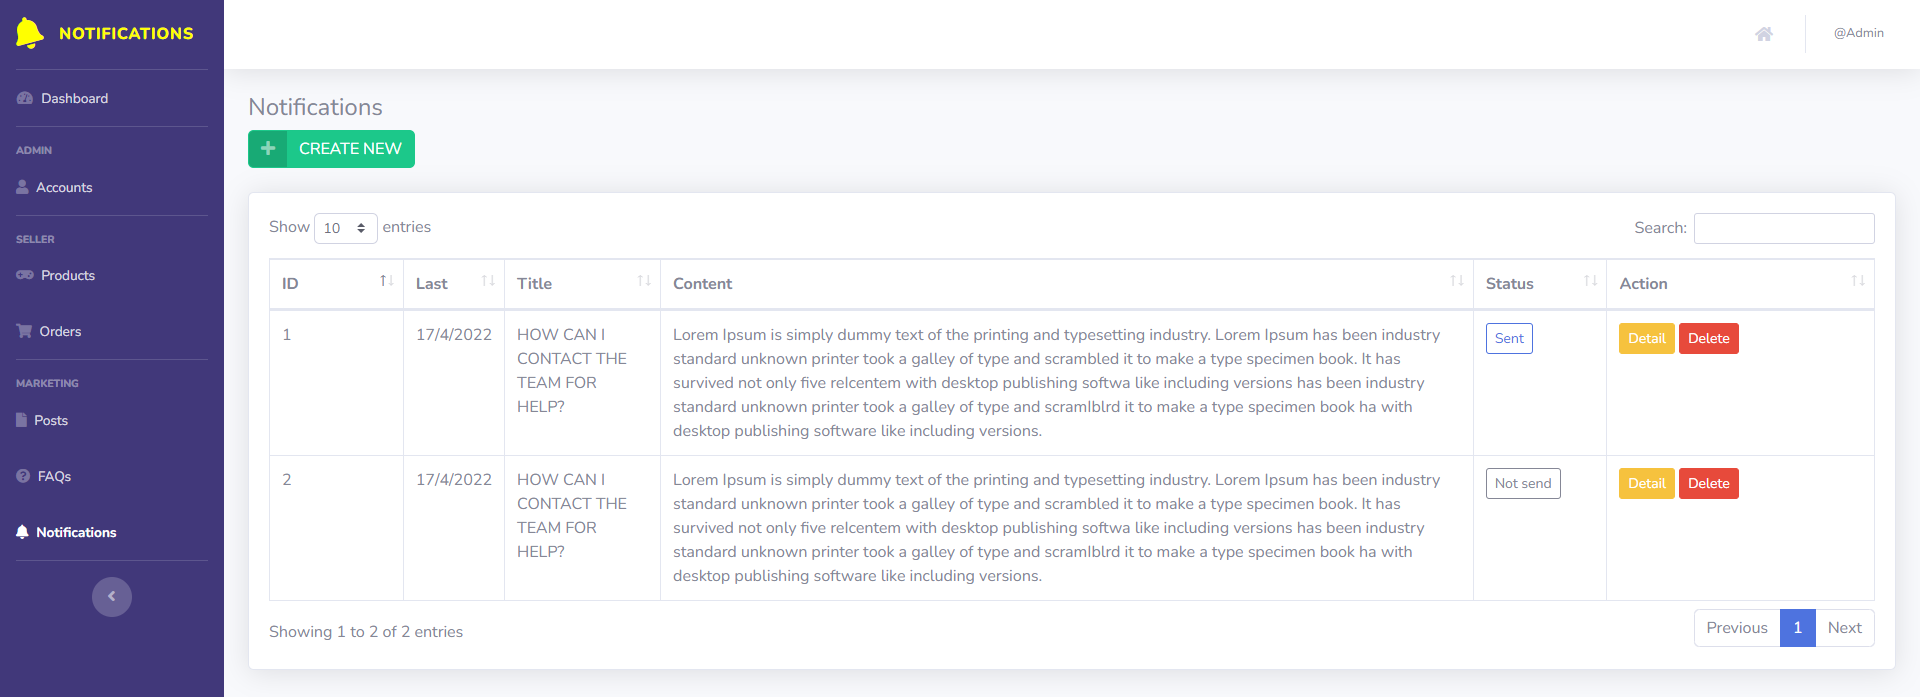 NOTIFICATIONS
@Admin
Dashboard
ADMIN
Accounts
SELLER
Products
Orders
MARKETING
Posts
FAQs
Notifications
Notifications
CREATE NEW
Show 10 entries
Search:
ID Last Title Content Status Action
1 17/4/2022 HOW CAN I Lorem Ipsum is simply dummy text of the printing and typesetting industry. Lorem Ipsum has been industry Sent Detail Delete
CONTACT THE standard unknown printer took a galley of type and scrambled it to make a type specimen book. It has
TEAM FOR survived not only five relcentem with desktop publishing softwa like including versions has been industry
HELP? standard unknown printer took a galley of type and scramlblrd it to make a type specimen book ha with
desktop publishing software like including versions.
2 17/4/2022 HOW CAN I Lorem Ipsum is simply dummy text of the printing and typesetting industry. Lorem Ipsum has been industry Not send Detail Delete
CONTACT THE standard unknown printer took a galley of type and scrambled it to make a type specimen book. It has
TEAM FOR survived not only five relcentem with desktop publishing softwa like including versions has been industry
HELP? standard unknown printer took a galley of type and scramlblrd it to make a type specimen book ha with
desktop publishing software like including versions.
Showing 1 to 2 of 2 entries
Previous 1 Next